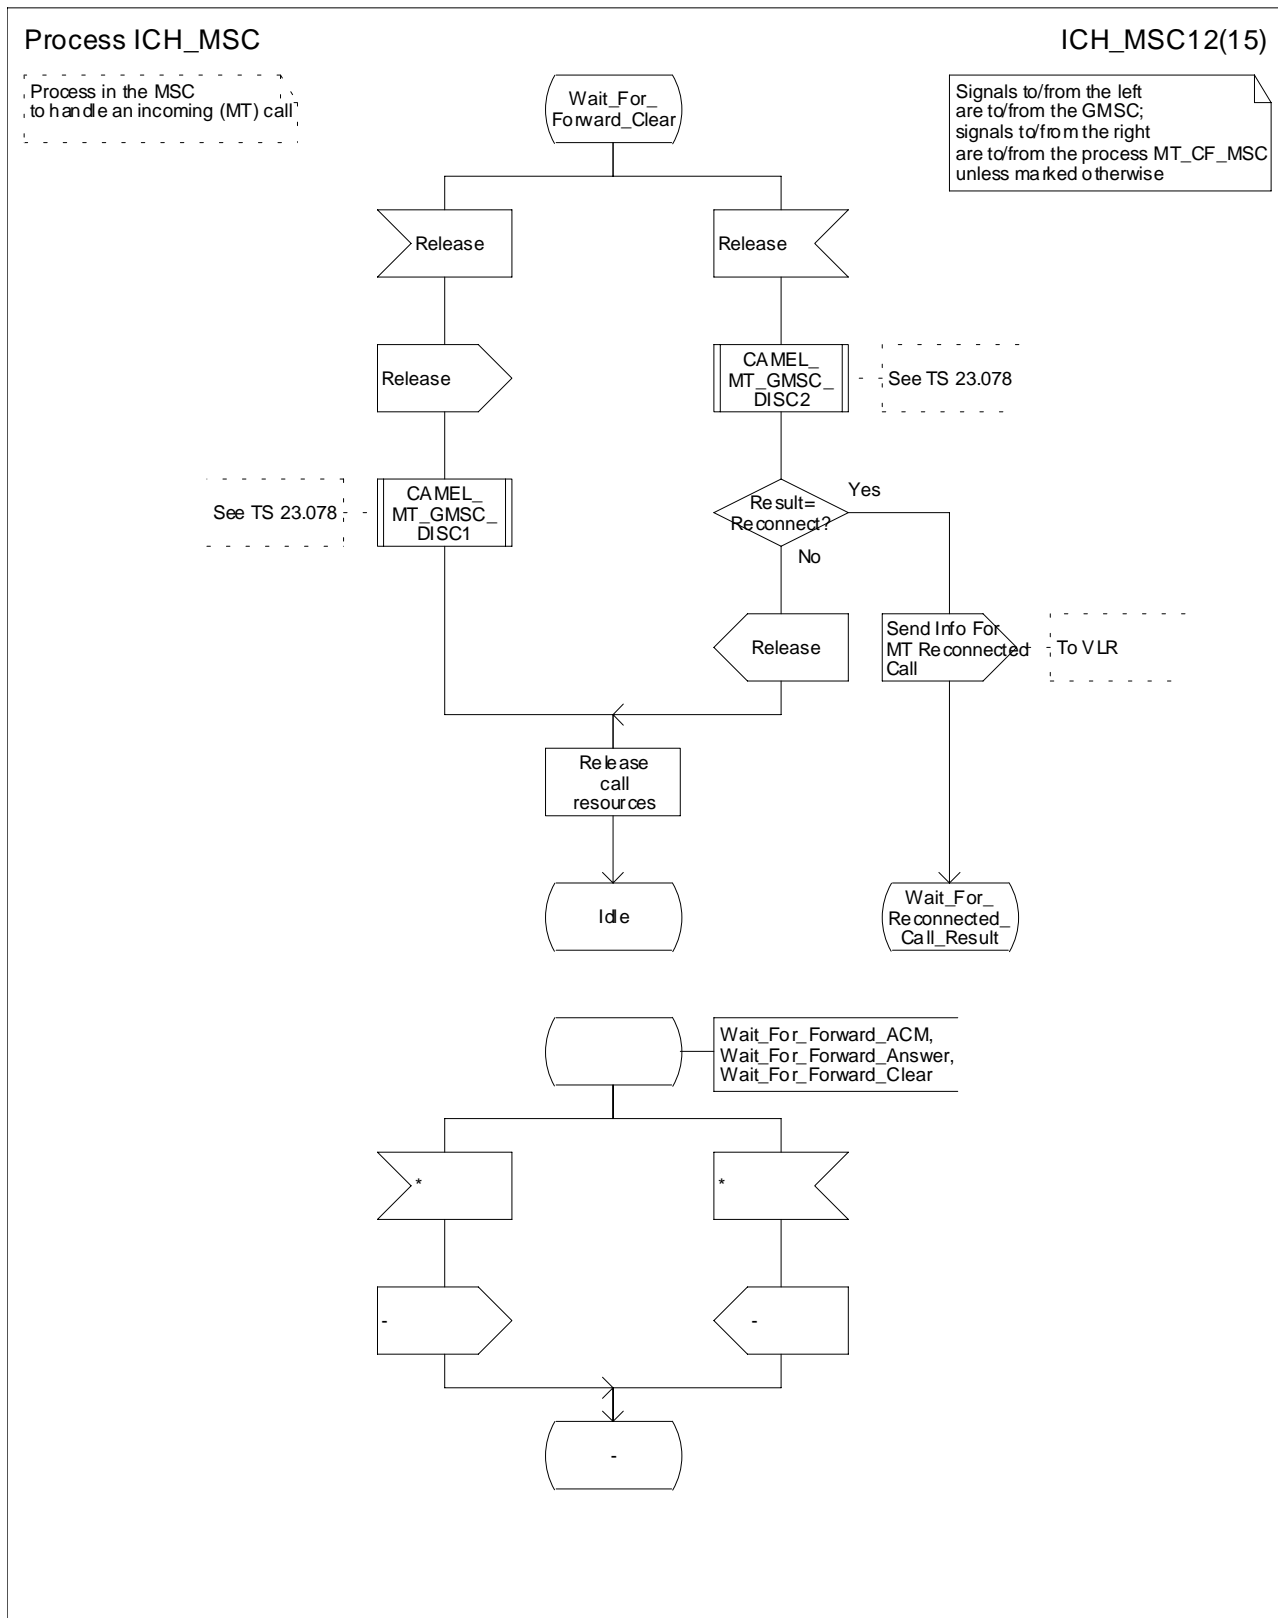 Process ICH_MSC
ICH_MSC12(15)
Process in the MSC
to handle an incoming (MT) call
Signals to/from the left
are to/from the GMSC;
signals to/from the right
are to/from the process MT_CF_MSC
unless marked otherwise
Wait_For_
Forward_Clear
Release
Release
Release
CAMEL_
MT_GMSC_
DISC2
See TS 23.078
See TS 23.078
CAMEL_
MT_GMSC_
DISC1
Result=
Reconnect?
Yes
No
Release
Send Info For
MT Reconnected
Call
To VLR
Release
call
resources
Idle
Wait_For_
Reconnected_
Call_Result
Wait_For_Forward_ACM,
Wait_For_Forward_Answer,
Wait_For_Forward_Clear
*
*
-
-
-